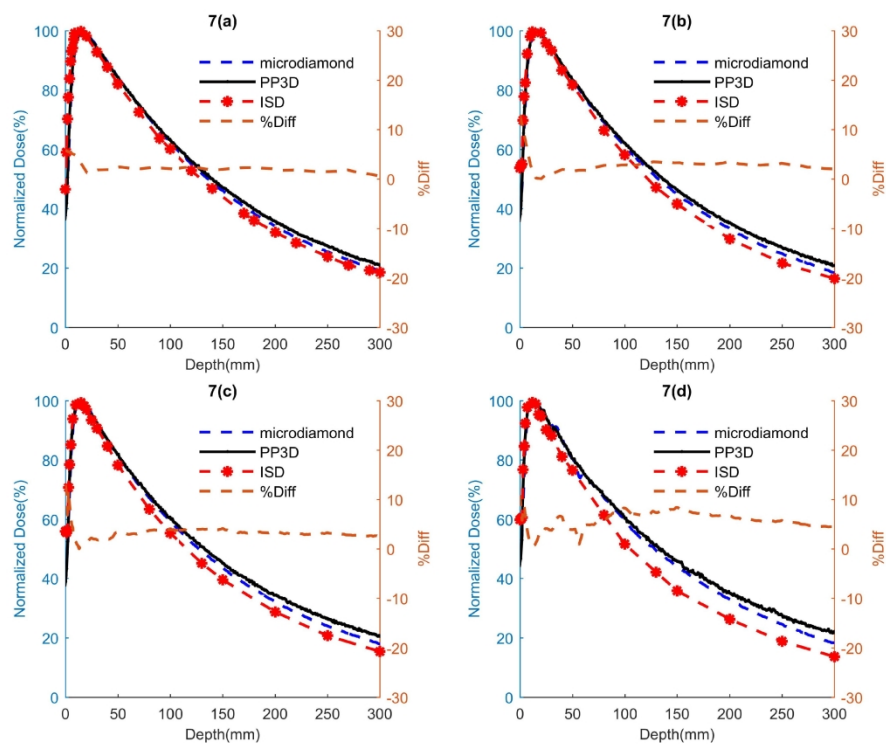 7(a)
100
80
60
40
20
0
Normalized Dose(%)
30
20
10
0
-10
-20
-30
%Diff
microdiamond
PP3D
ISD
%Diff
0 50 100 150 200 250 300
Depth(mm)
7(b)
100
80
60
40
20
0
Normalized Dose(%)
30
20
10
0
-10
-20
-30
%Diff
microdiamond
PP3D
ISD
%Diff
0 50 100 150 200 250 300
Depth(mm)
7(c)
100
80
60
40
20
0
Normalized Dose(%)
30
20
10
0
-10
-20
-30
%Diff
microdiamond
PP3D
ISD
%Diff
0 50 100 150 200 250 300
Depth(mm)
7(d)
100
80
60
40
20
0
Normalized Dose(%)
30
20
10
0
-10
-20
-30
%Diff
microdiamond
PP3D
ISD
%Diff
0 50 100 150 200 250 300
Depth(mm)